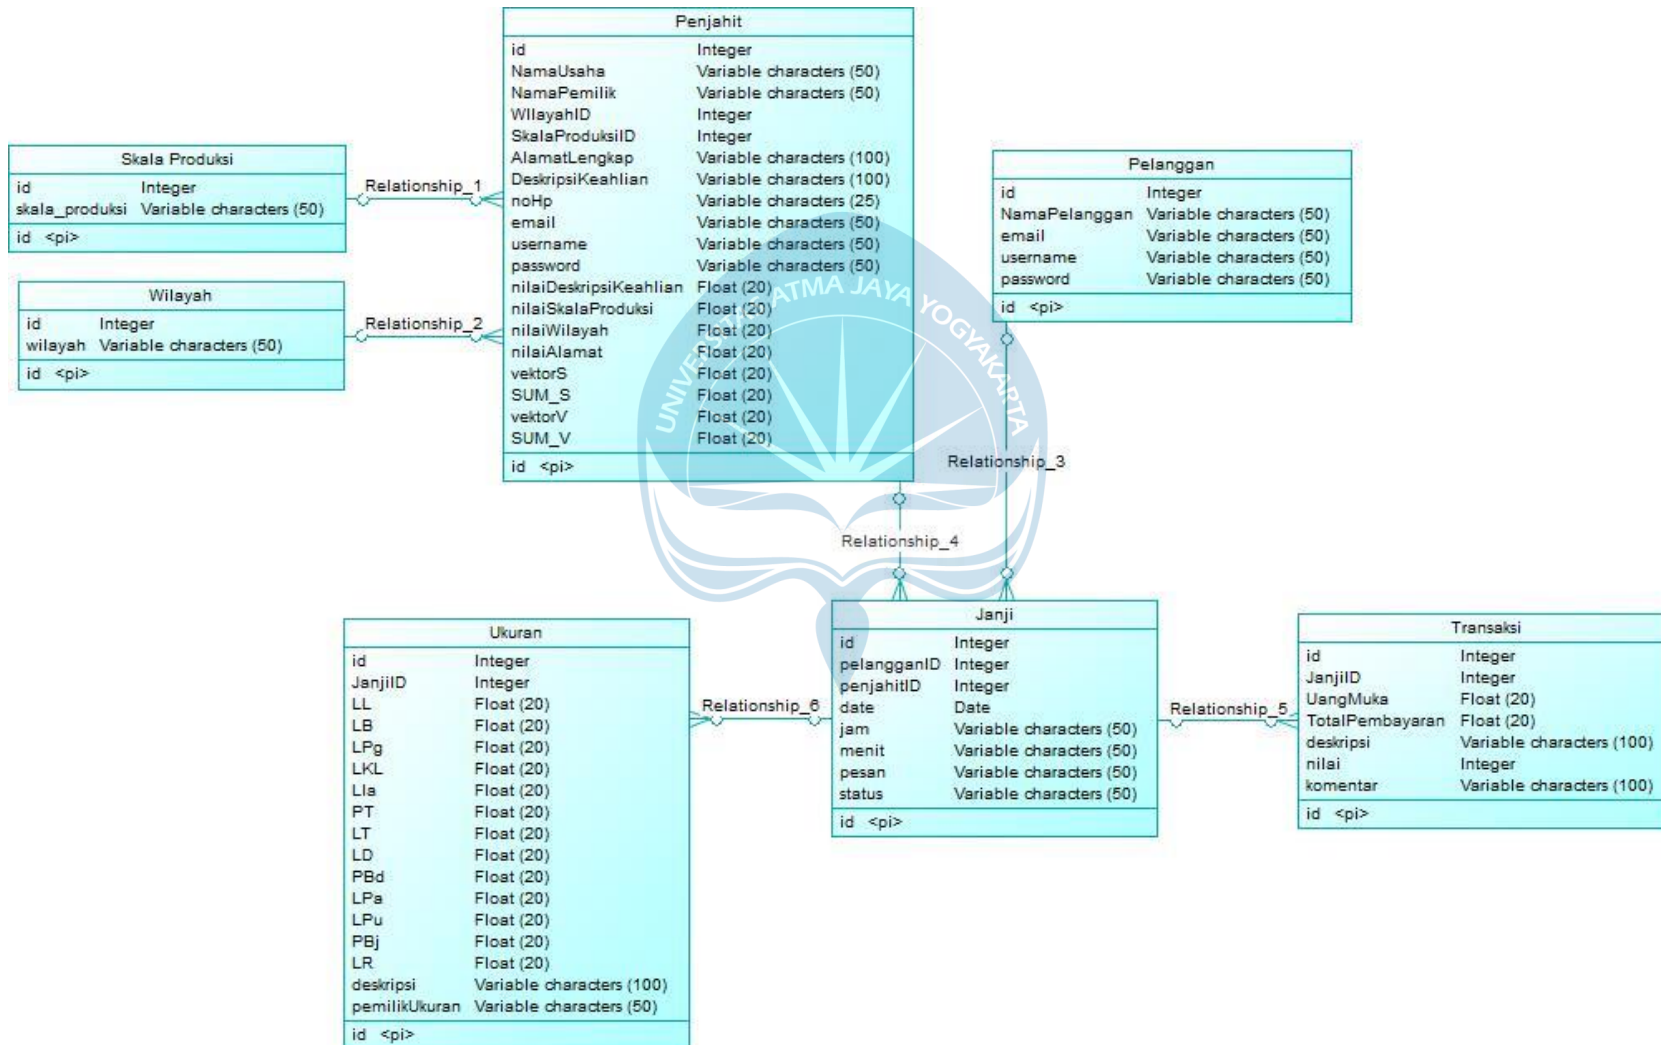 Penjahit
id Integer
NamaUsaha Variable characters (50)
NamaPemilik Variable characters (50)
WIlayahID Integer
SkalaProduksiID Integer
AlamatLengkap Variable characters (100)
DeskripsiKeahlian Variable characters (100)
noHp Variable characters (25)
email Variable characters (50)
username Variable characters (50)
password Variable characters (50)
nilaiDeskripsiKeahlian Float (20)
nilaiSkalaProduksi Float (20)
nilaiWilayah Float (20)
nilaiAlamat Float (20)
vektorS Float (20)
SUM_S Float (20)
vektorV Float (20)
SUM_V Float (20)
id <pi>
Skala Produksi
id Integer
skala_produksi Variable characters (50)
id <pi>
Relationship_1
Wilayah
id Integer
wilayah Variable characters (50)
id <pi>
Relationship_2
Pelanggan
id Integer
NamaPelanggan Variable characters (50)
email Variable characters (50)
username Variable characters (50)
password Variable characters (50)
id <pi>
UNIVERSITAS ATMA JAYA YOGYAKARTA
Relationship_3
Relationship_4
Ukuran
id Integer
JanjiID Integer
LL Float (20)
LB Float (20)
LPg Float (20)
LKL Float (20)
LIa Float (20)
PT Float (20)
LT Float (20)
LD Float (20)
PBd Float (20)
LPa Float (20)
LPu Float (20)
PBj Float (20)
LR Float (20)
deskripsi Variable characters (100)
pemilikUkuran Variable characters (50)
id <pi>
Relationship_6
Janji
id Integer
pelangganID Integer
penjahitID Integer
date Date
jam Variable characters (50)
menit Variable characters (50)
pesan Variable characters (50)
status Variable characters (50)
id <pi>
Relationship_5
Transaksi
id Integer
JanjiID Integer
UangMuka Float (20)
TotalPembayaran Float (20)
deskripsi Variable characters (100)
nilai Integer
komentar Variable characters (100)
id <pi>